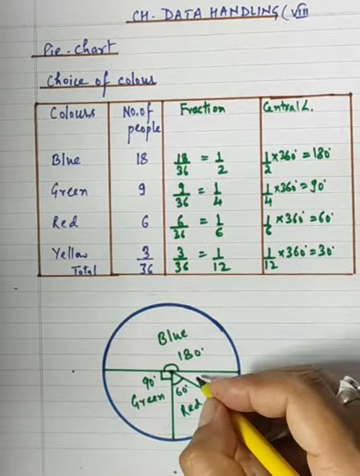 CH- DATA HANDLING (VIII
Pie-Chart
Choice of colour
Colours No. of people Fraction Central∠.
Blue 18 18/36 = 1/2 1/2 × 360° = 180°
Green 9 9/36 = 1/4 1/4 × 360° = 90°
Red 6 6/36 = 1/6 1/6 × 360° = 60°
Yellow 3 3/36 = 1/12 1/12 × 360° = 30°
Total 36
Blue
180°
90° 60°
Green Red